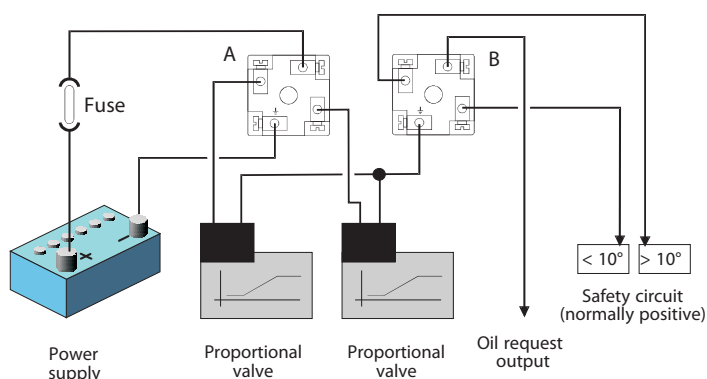 A
B
Fuse
+
−
< 10°
> 10°
Safety circuit
(normally positive)
Oil request
output
Proportional
valve
Proportional
valve
Power
supply